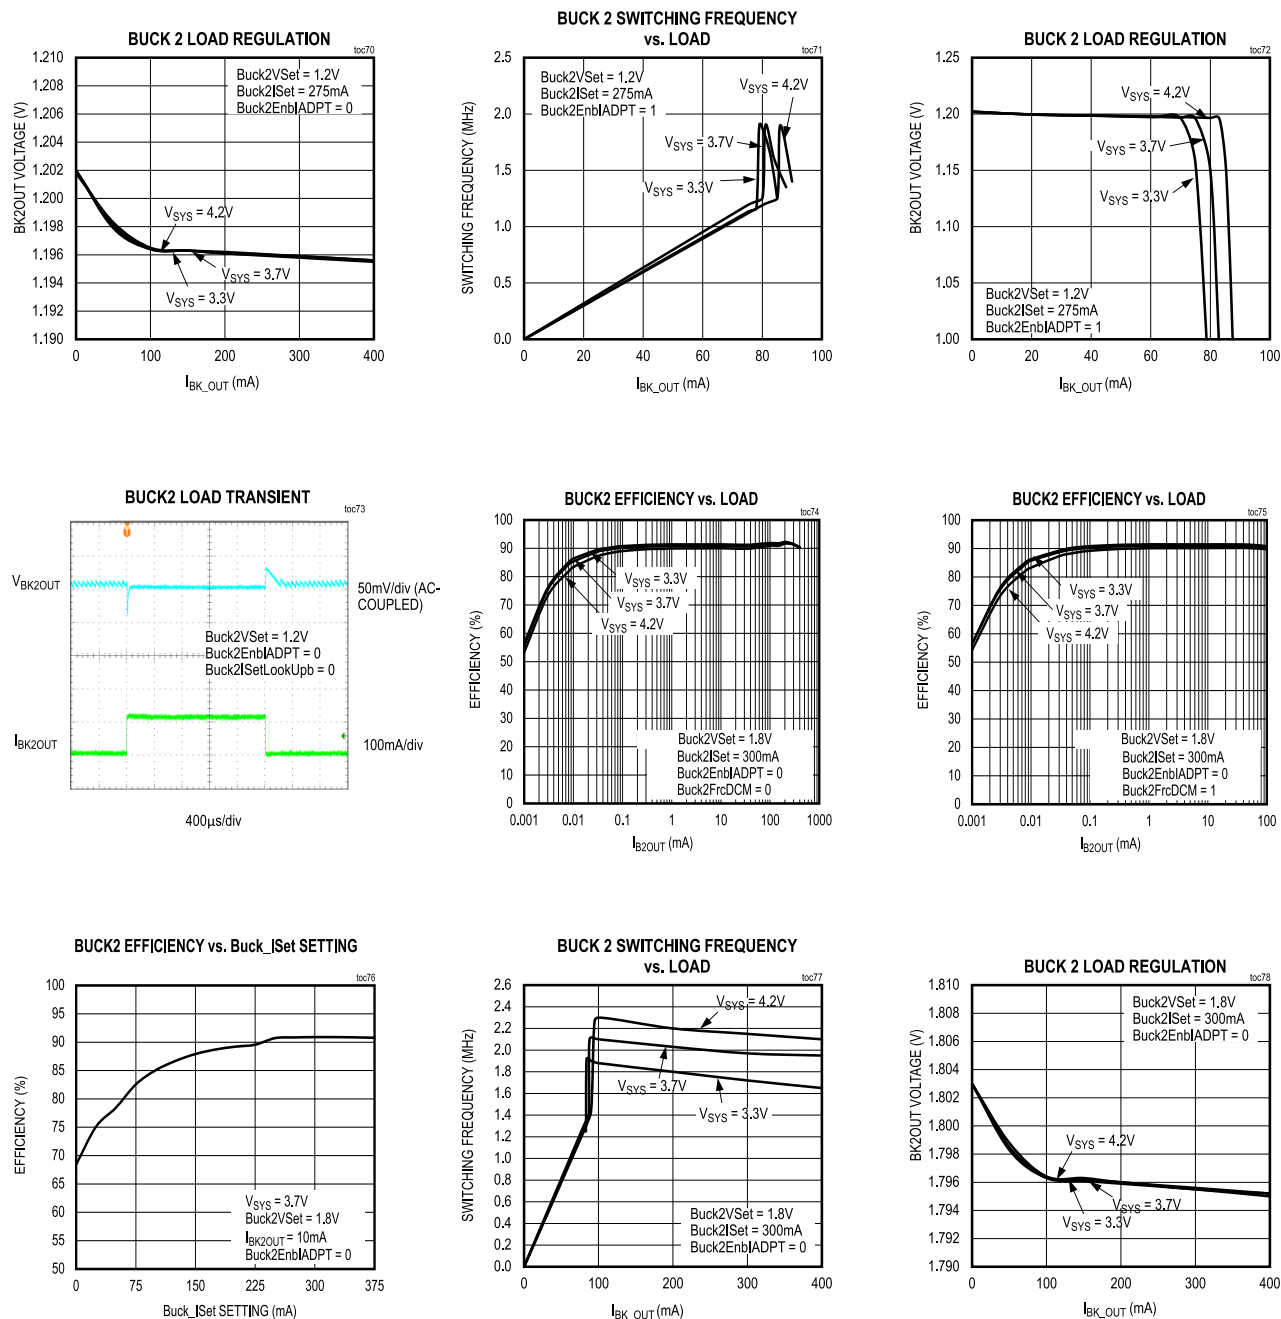 BUCK 2 LOAD REGULATION
toc70
1.210
1.208
1.206
1.204
1.202
1.200
1.198
1.196
1.194
1.192
1.190
BK2OUT VOLTAGE (V)
Buck2VSet = 1.2V
Buck2ISet = 275mA
Buck2EnblADPT = 0
VSYS = 4.2V
VSYS = 3.7V
VSYS = 3.3V
0 100 200 300 400
IBK_OUT (mA)
BUCK 2 SWITCHING FREQUENCY
vs. LOAD
toc71
2.5
2.0
1.5
1.0
0.5
0.0
SWITCHING FREQUENCY (MHz)
Buck2VSet = 1.2V
Buck2ISet = 275mA
Buck2EnblADPT = 1
VSYS = 4.2V
VSYS = 3.7V
VSYS = 3.3V
0 20 40 60 80 100
IBK_OUT (mA)
BUCK 2 LOAD REGULATION
toc72
1.25
1.20
1.15
1.10
1.05
1.00
BK2OUT VOLTAGE (V)
VSYS = 4.2V
VSYS = 3.7V
VSYS = 3.3V
Buck2VSet = 1.2V
Buck2ISet = 275mA
Buck2EnblADPT = 1
0 20 40 60 80 100
IBK_OUT (mA)
BUCK2 LOAD TRANSIENT
toc73
VBK2OUT
50mV/div (AC-
COUPLED)
Buck2VSet = 1.2V
Buck2EnblADPT = 0
Buck2ISetLookUpb = 0
IBK2OUT
100mA/div
400µs/div
BUCK2 EFFICIENCY vs. LOAD
toc74
100
90
80
70
60
50
40
30
20
10
0
EFFICIENCY (%)
VSYS = 3.3V
VSYS = 3.7V
VSYS = 4.2V
Buck2VSet = 1.8V
Buck2ISet = 300mA
Buck2EnblADPT = 0
Buck2FrcDCM = 0
0.001 0.01 0.1 1 10 100 1000
IB2OUT (mA)
BUCK2 EFFICIENCY vs. LOAD
toc75
100
90
80
70
60
50
40
30
20
10
0
EFFICIENCY (%)
VSYS = 3.3V
VSYS = 3.7V
VSYS = 4.2V
Buck2VSet = 1.8V
Buck2ISet = 300mA
Buck2EnblADPT = 0
Buck2FrcDCM = 1
0.001 0.01 0.1 1 10 100
IB2OUT (mA)
BUCK2 EFFICIENCY vs. Buck_ISet SETTING
toc76
100
95
90
85
80
75
70
65
60
55
50
EFFICIENCY (%)
VSYS = 3.7V
Buck2VSet = 1.8V
IBK2OUT = 10mA
Buck2EnblADPT = 0
0 75 150 225 300 375
Buck_ISet SETTING (mA)
BUCK 2 SWITCHING FREQUENCY
vs. LOAD
toc77
2.6
2.4
2.2
2.0
1.8
1.6
1.4
1.2
1.0
0.8
0.6
0.4
0.2
0.0
SWITCHING FREQUENCY (MHz)
VSYS = 4.2V
VSYS = 3.7V
VSYS = 3.3V
Buck2VSet = 1.8V
Buck2ISet = 300mA
Buck2EnblADPT = 0
0 100 200 300 400
IBK_OUT (mA)
BUCK 2 LOAD REGULATION
toc78
1.810
1.808
1.806
1.804
1.802
1.800
1.798
1.796
1.794
1.792
1.790
BK2OUT VOLTAGE (V)
Buck2VSet = 1.8V
Buck2ISet = 300mA
Buck2EnblADPT = 0
VSYS = 4.2V
VSYS = 3.7V
VSYS = 3.3V
0 100 200 300 400
IBK_OUT (mA)